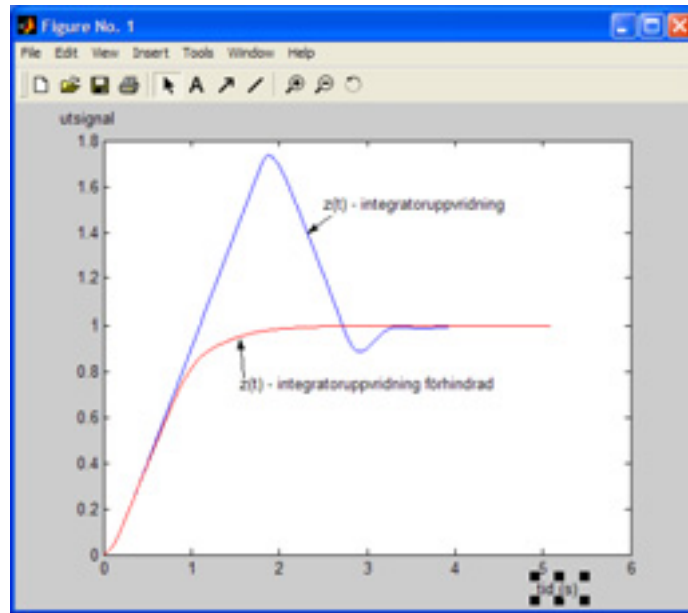 Figure No. 1
File Edit View Insert Tools Window Help
A
utsignal
1.8
1.6
z(t) - integratoruppvridning
1.4
1.2
1
0.8
z(t) - integratoruppvridning förhindrad
0.6
0.4
0.2
0
0 1 2 3 4 5 6
tid (s)